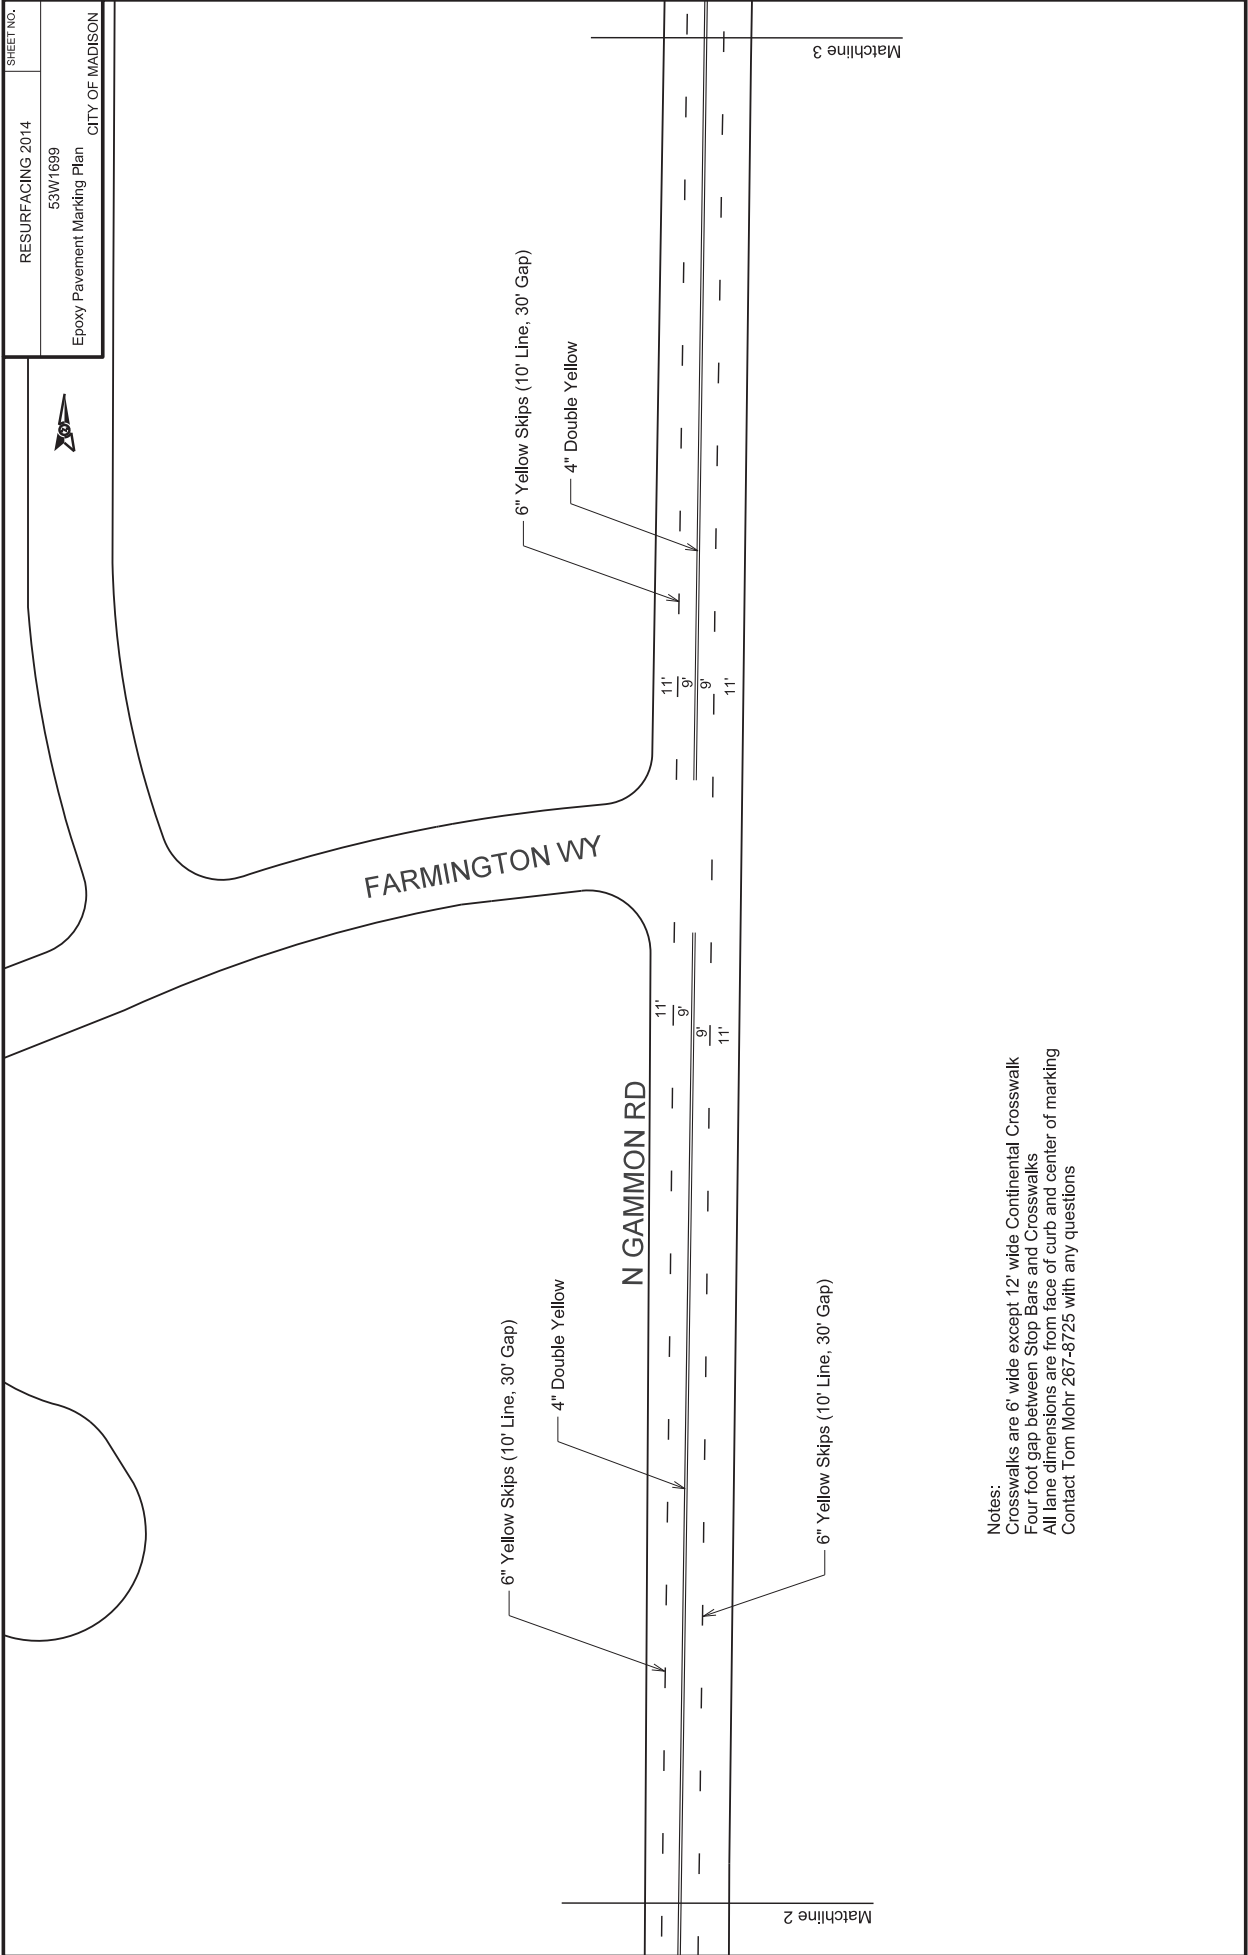 SHEET NO.
RESURFACING 2014
53W1699
Epoxy Pavement Marking Plan
CITY OF MADISON
6" Yellow Skips (10' Line, 30' Gap)
4" Double Yellow
Matchline 3
FARMINGTON WY
11'
9'
9'
11'
11'
9'
9'
11'
N GAMMON RD
6" Yellow Skips (10' Line, 30' Gap)
4" Double Yellow
6" Yellow Skips (10' Line, 30' Gap)
Matchline 2
Notes:
Crosswalks are 6' wide except 12' wide Continental Crosswalk
Four foot gap between Stop Bars and Crosswalks
All lane dimensions are from face of curb and center of marking
Contact Tom Mohr 267-8725 with any questions